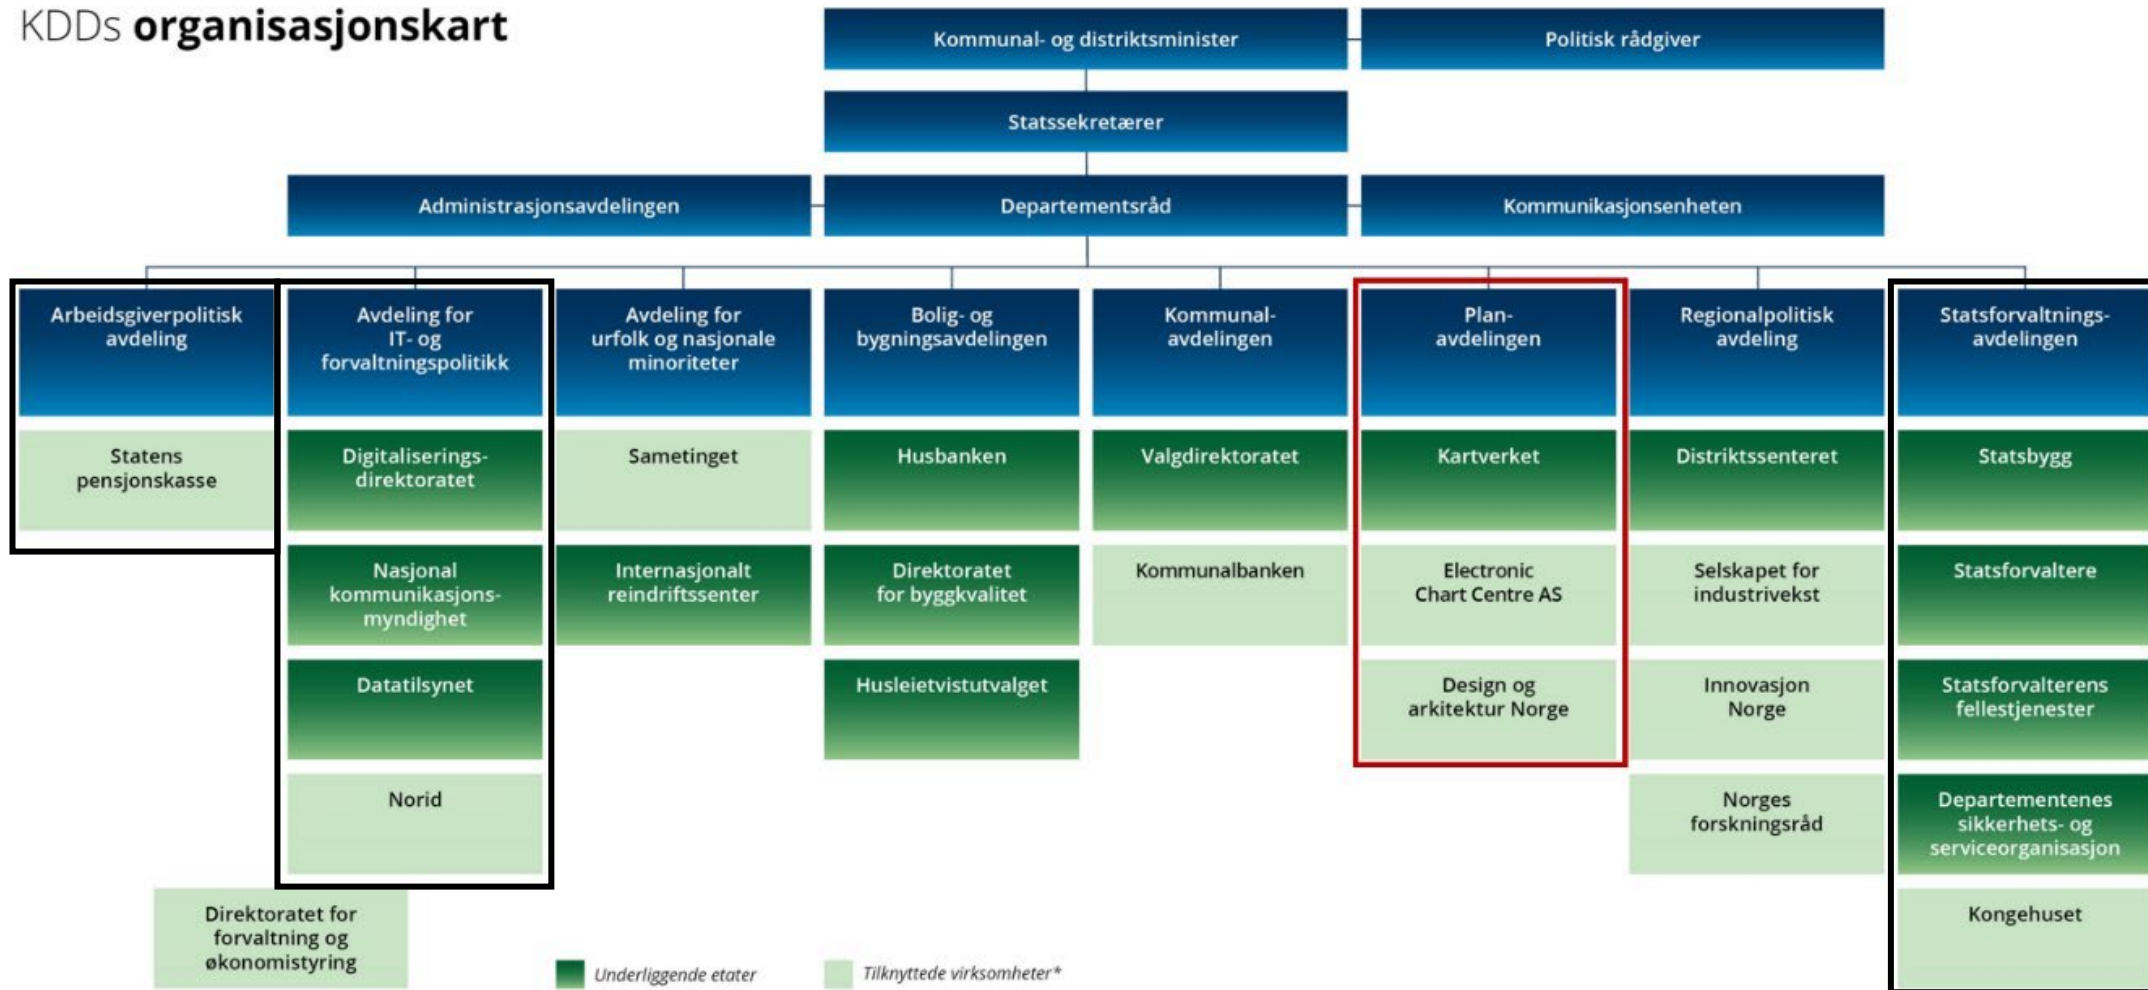 KDDs organisasjonskart
Kommunal- og distriktsminister
Politisk rådgiver
Statssekretærer
Administrasjonsavdelingen
Departementsråd
Kommunikasjonsenheten
Arbeidsgiverpolitisk
avdeling
Avdeling for
IT- og
forvaltningspolitikk
Avdeling for
urfolk og nasjonale
minoriteter
Bolig- og
bygningsavdelingen
Kommunal-
avdelingen
Plan-
avdelingen
Regionalpolitisk
avdeling
Statsforvaltnings-
avdelingen
Statens
pensjonskasse
Digitaliserings-
direktoratet
Sametinget
Husbanken
Valgdirektoratet
Kartverket
Distriktssenteret
Statsbygg
Nasjonal
kommunikasjons-
myndighet
Internasjonalt
reindriftssenter
Direktoratet
for byggkvalitet
Kommunalbanken
Electronic
Chart Centre AS
Selskapet for
industrivekst
Statsforvaltere
Datatilsynet
Husleietvistutvalget
Design og
arkitektur Norge
Innovasjon
Norge
Statsforvalterens
fellestjenester
Norid
Norges
forskningsråd
Departementenes
sikkerhets- og
serviceorganisasjon
Direktoratet for
forvaltning og
økonomistyring
Kongehuset
Underliggende etater
Tilknyttede virksomheter*